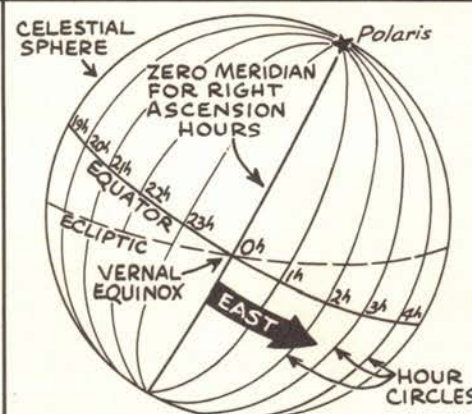 CELESTIAL
SPHERE
Polaris
ZERO MERIDIAN
FOR RIGHT
ASCENSION
HOURS
19h
20h
21h
22h
23h
0h
1h
2h
3h
4h
EQUATOR
ECLIPTIC
VERNAL
EQUINOX
EAST
HOUR
CIRCLES